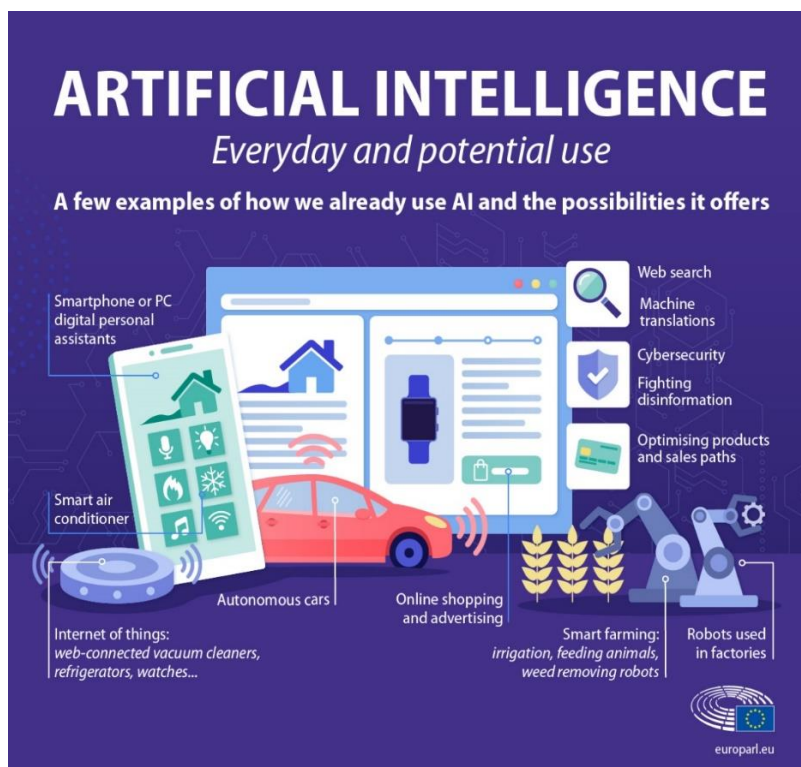 ARTIFICIAL INTELLIGENCE
Everyday and potential use
A few examples of how we already use AI and the possibilities it offers
Smartphone or PC
digital personal
assistants
Web search
Machine
translations
Cybersecurity
Fighting
disinformation
Optimising products
and sales paths
Smart air
conditioner
Autonomous cars
Online shopping
and advertising
Internet of things:
web-connected vacuum cleaners,
refrigerators, watches...
Smart farming:
irrigation, feeding animals,
weed removing robots
Robots used
in factories
europarl.eu